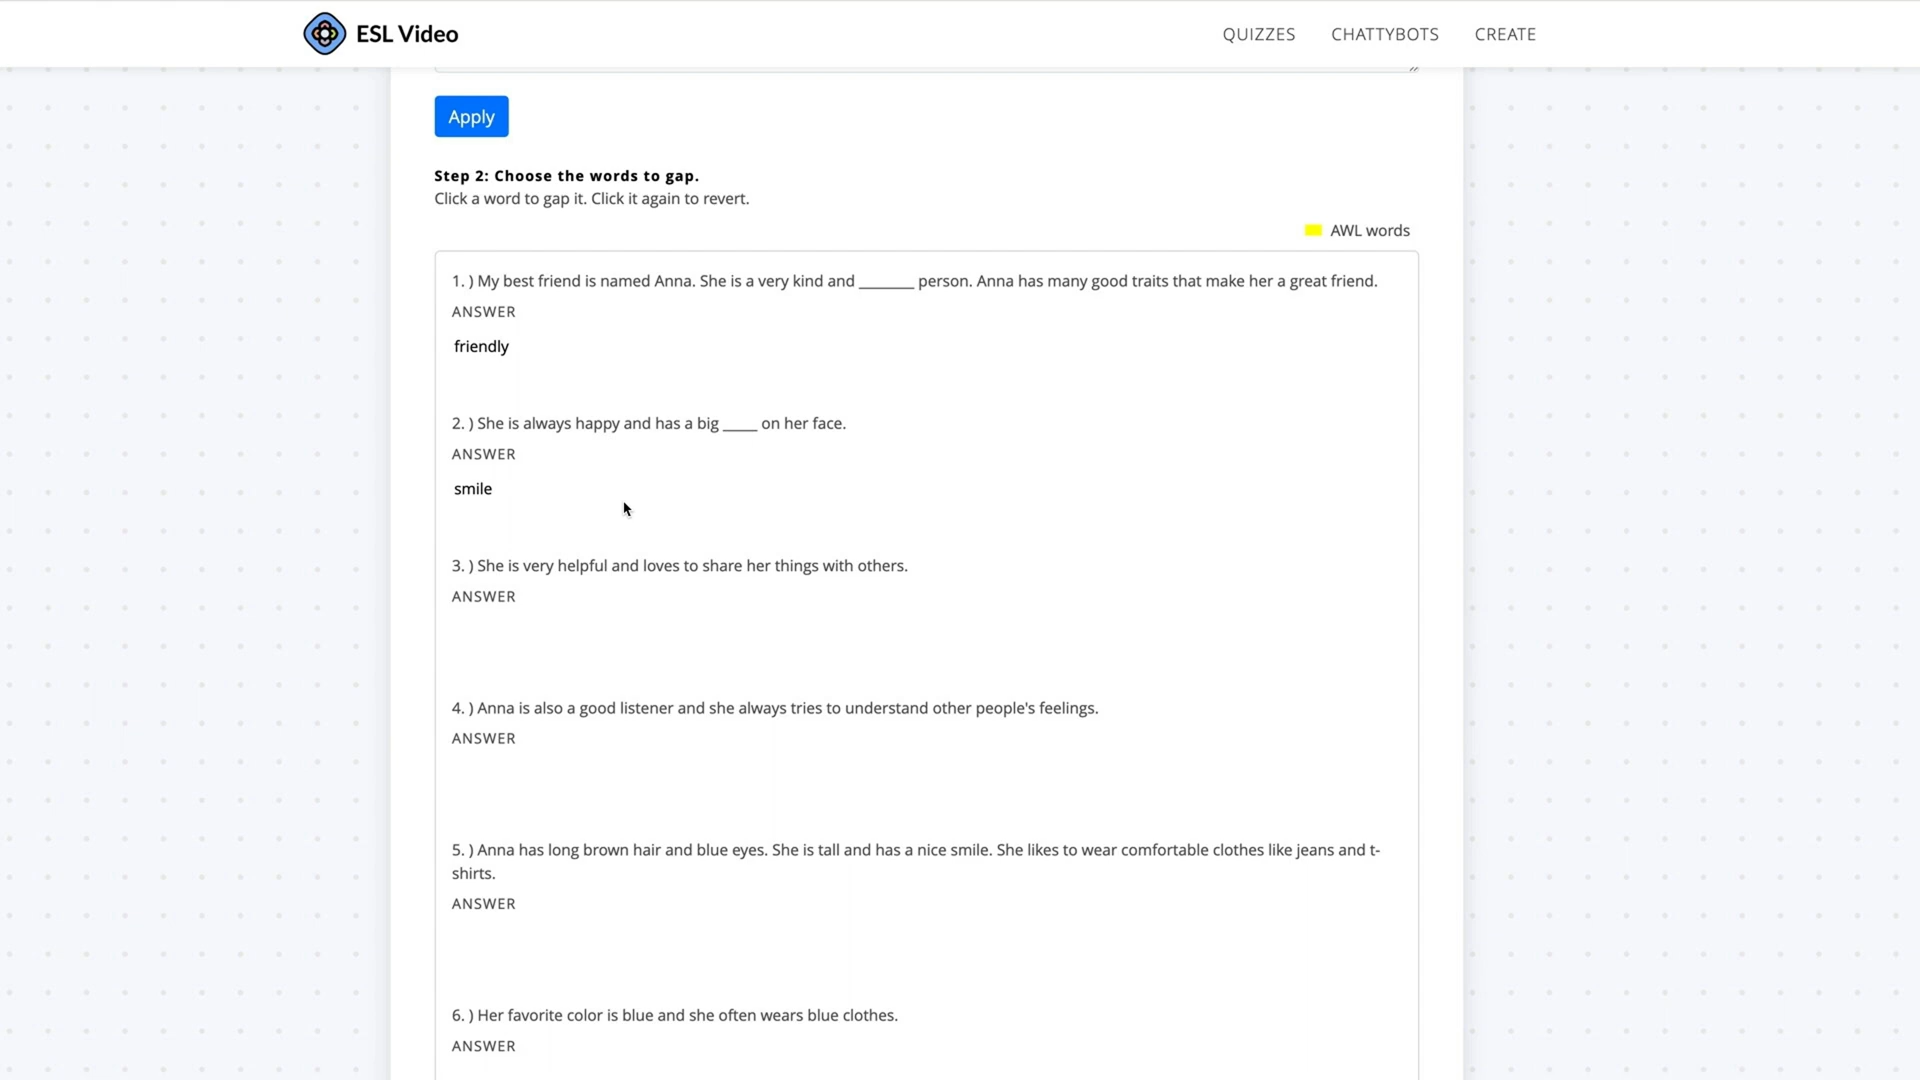 ESL Video
QUIZZES
CHATTYBOTS
CREATE
Apply
Step 2: Choose the words to gap.
Click a word to gap it. Click it again to revert.
AWL words
1. ) My best friend is named Anna. She is a very kind and ________ person. Anna has many good traits that make her a great friend.
ANSWER
friendly
2. ) She is always happy and has a big _____ on her face.
ANSWER
smile
3. ) She is very helpful and loves to share her things with others.
ANSWER
4. ) Anna is also a good listener and she always tries to understand other people's feelings.
ANSWER
5. ) Anna has long brown hair and blue eyes. She is tall and has a nice smile. She likes to wear comfortable clothes like jeans and t-
shirts.
ANSWER
6. ) Her favorite color is blue and she often wears blue clothes.
ANSWER